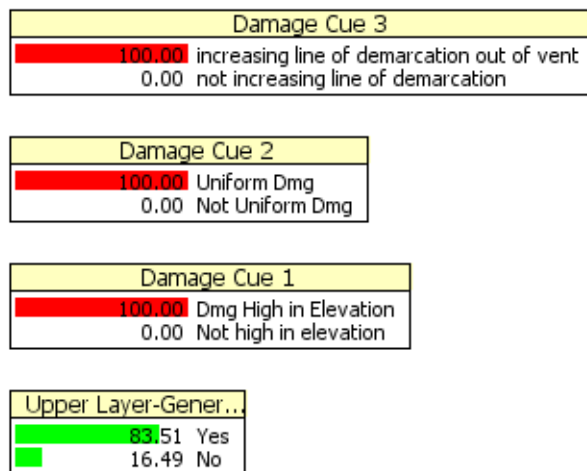 Damage Cue 3
100.00 increasing line of demarcation out of vent
0.00 not increasing line of demarcation
Damage Cue 2
100.00 Uniform Dmg
0.00 Not Uniform Dmg
Damage Cue 1
100.00 Dmg High in Elevation
0.00 Not high in elevation
Upper Layer-Gener...
83.51 Yes
16.49 No